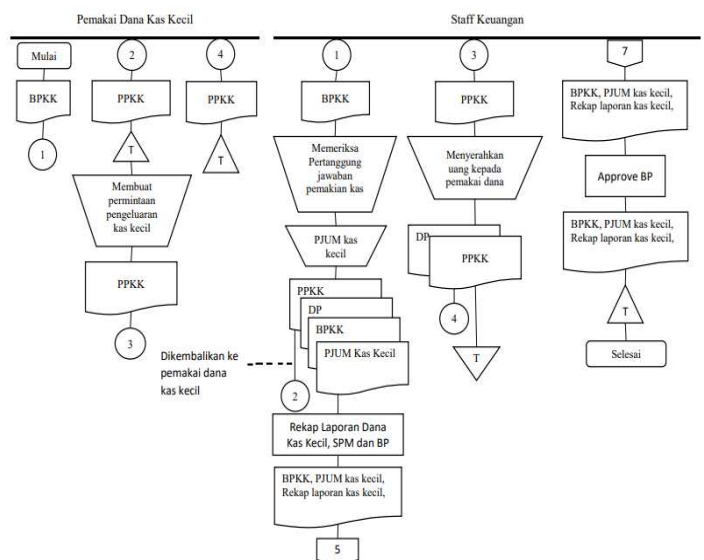 Pemakai Dana Kas Kecil
Staff Keuangan
Mulai
BPKK
1
2
PPKK
T
Membuat
permintaan
pengeluaran
kas kecil
PPKK
3
4
PPKK
T
1
BPKK
Memeriksa
Pertanggung
jawaban
pemakian kas
PJUM kas
kecil
PPKK
DP
BPKK
PJUM Kas Kecil
Dikembalikan ke
pemakai dana
kas kecil
2
Rekap Laporan Dana
Kas Kecil, SPM dan BP
BPKK, PJUM kas kecil,
Rekap laporan kas kecil,
5
3
PPKK
Menyerahkan
uang kepada
pemakai dana
DP
PPKK
4
T
7
BPKK, PJUM kas kecil,
Rekap laporan kas kecil,
Approve BP
BPKK, PJUM kas kecil,
Rekap laporan kas kecil,
T
Selesai